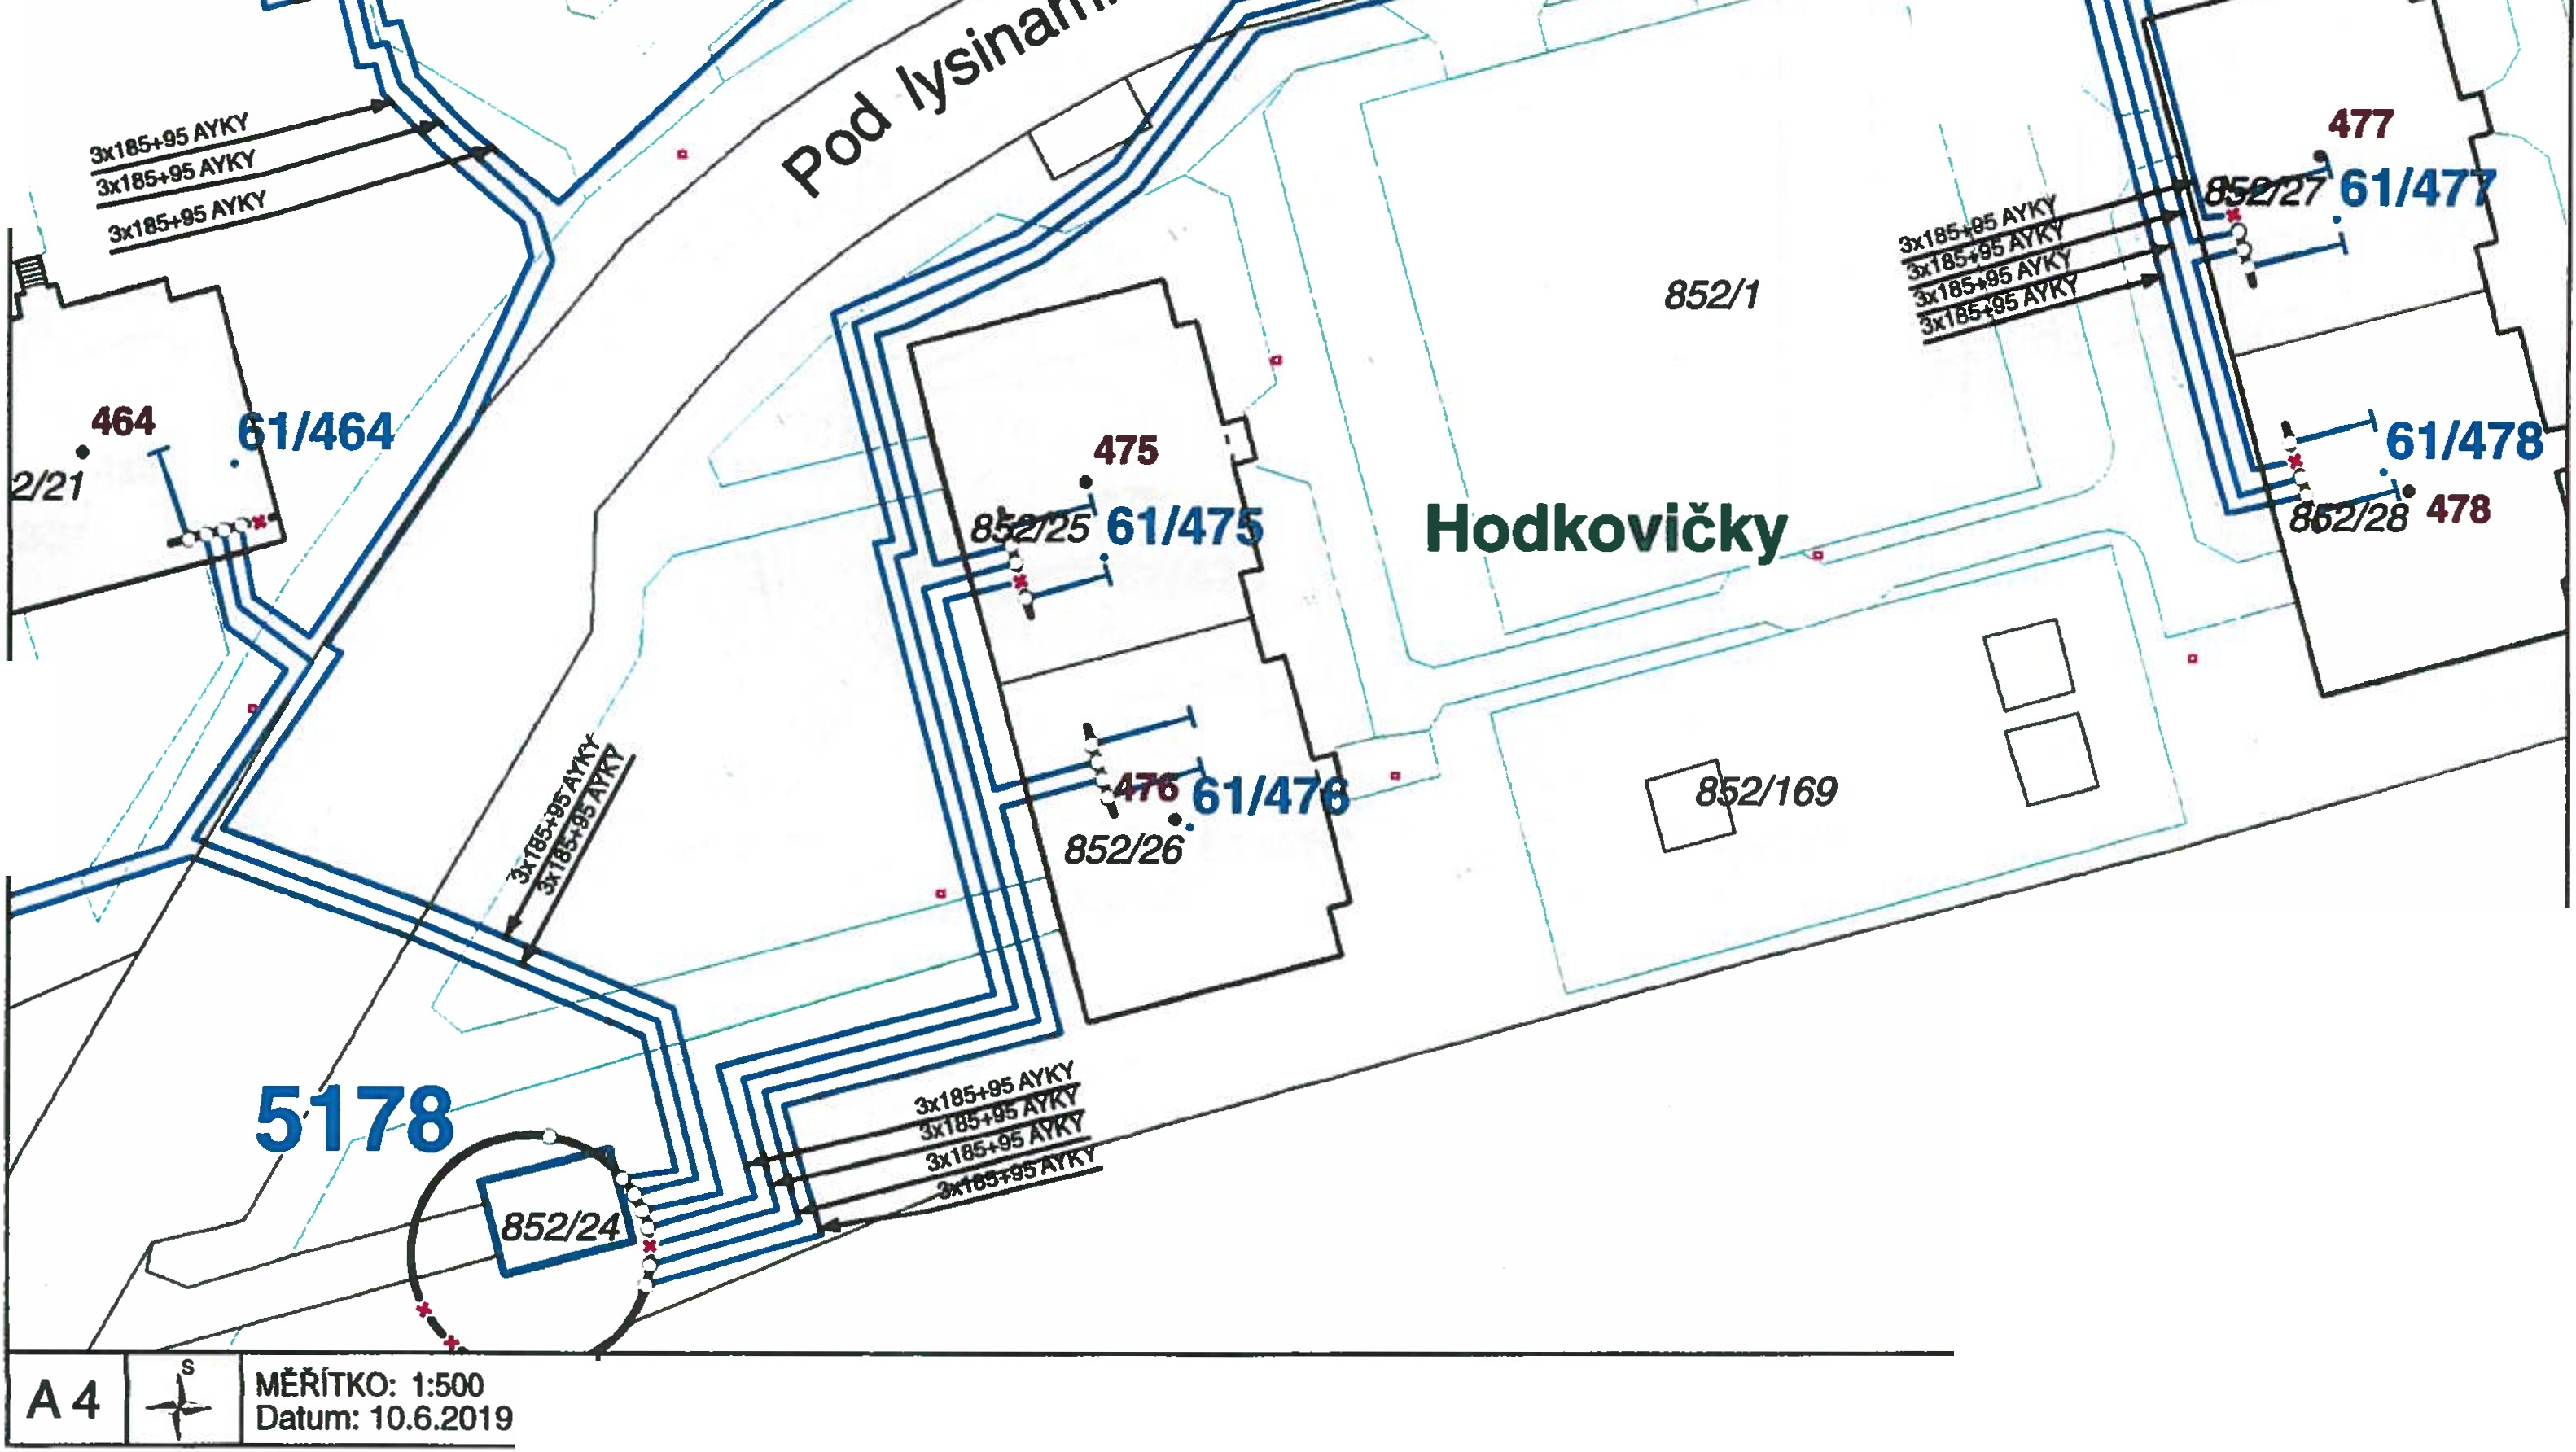 Pod lysinami
3x185+95 AYKY
3x185+95 AYKY
3x185+95 AYKY
477
852/27
61/477
3x185+95 AYKY
3x185+95 AYKY
3x185+95 AYKY
3x185+95 AYKY
852/1
464
61/464
2/21
475
852/25
61/475
Hodkovičky
61/478
852/28
478
476
61/476
852/26
852/169
3x185+95 AYKY
3x185+95 AYKY
5178
3x185+95 AYKY
3x185+95 AYKY
3x185+95 AYKY
3x185+95 AYKY
852/24
A 4
S
MĚŘÍTKO: 1:500
Datum: 10.6.2019